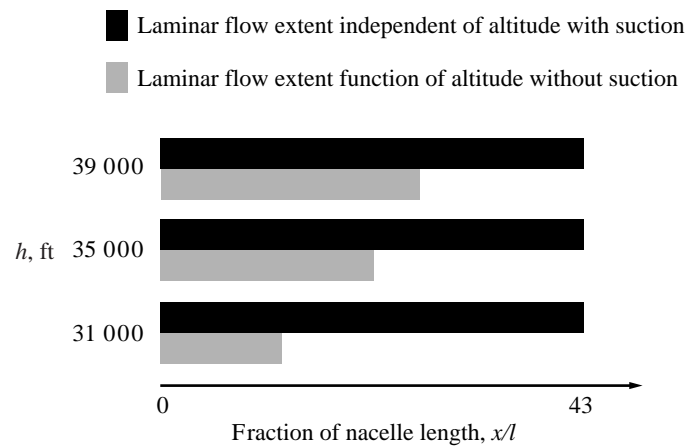 Laminar flow extent independent of altitude with suction
Laminar flow extent function of altitude without suction
39 000
h, ft 35 000
31 000
0 43
Fraction of nacelle length, x/l